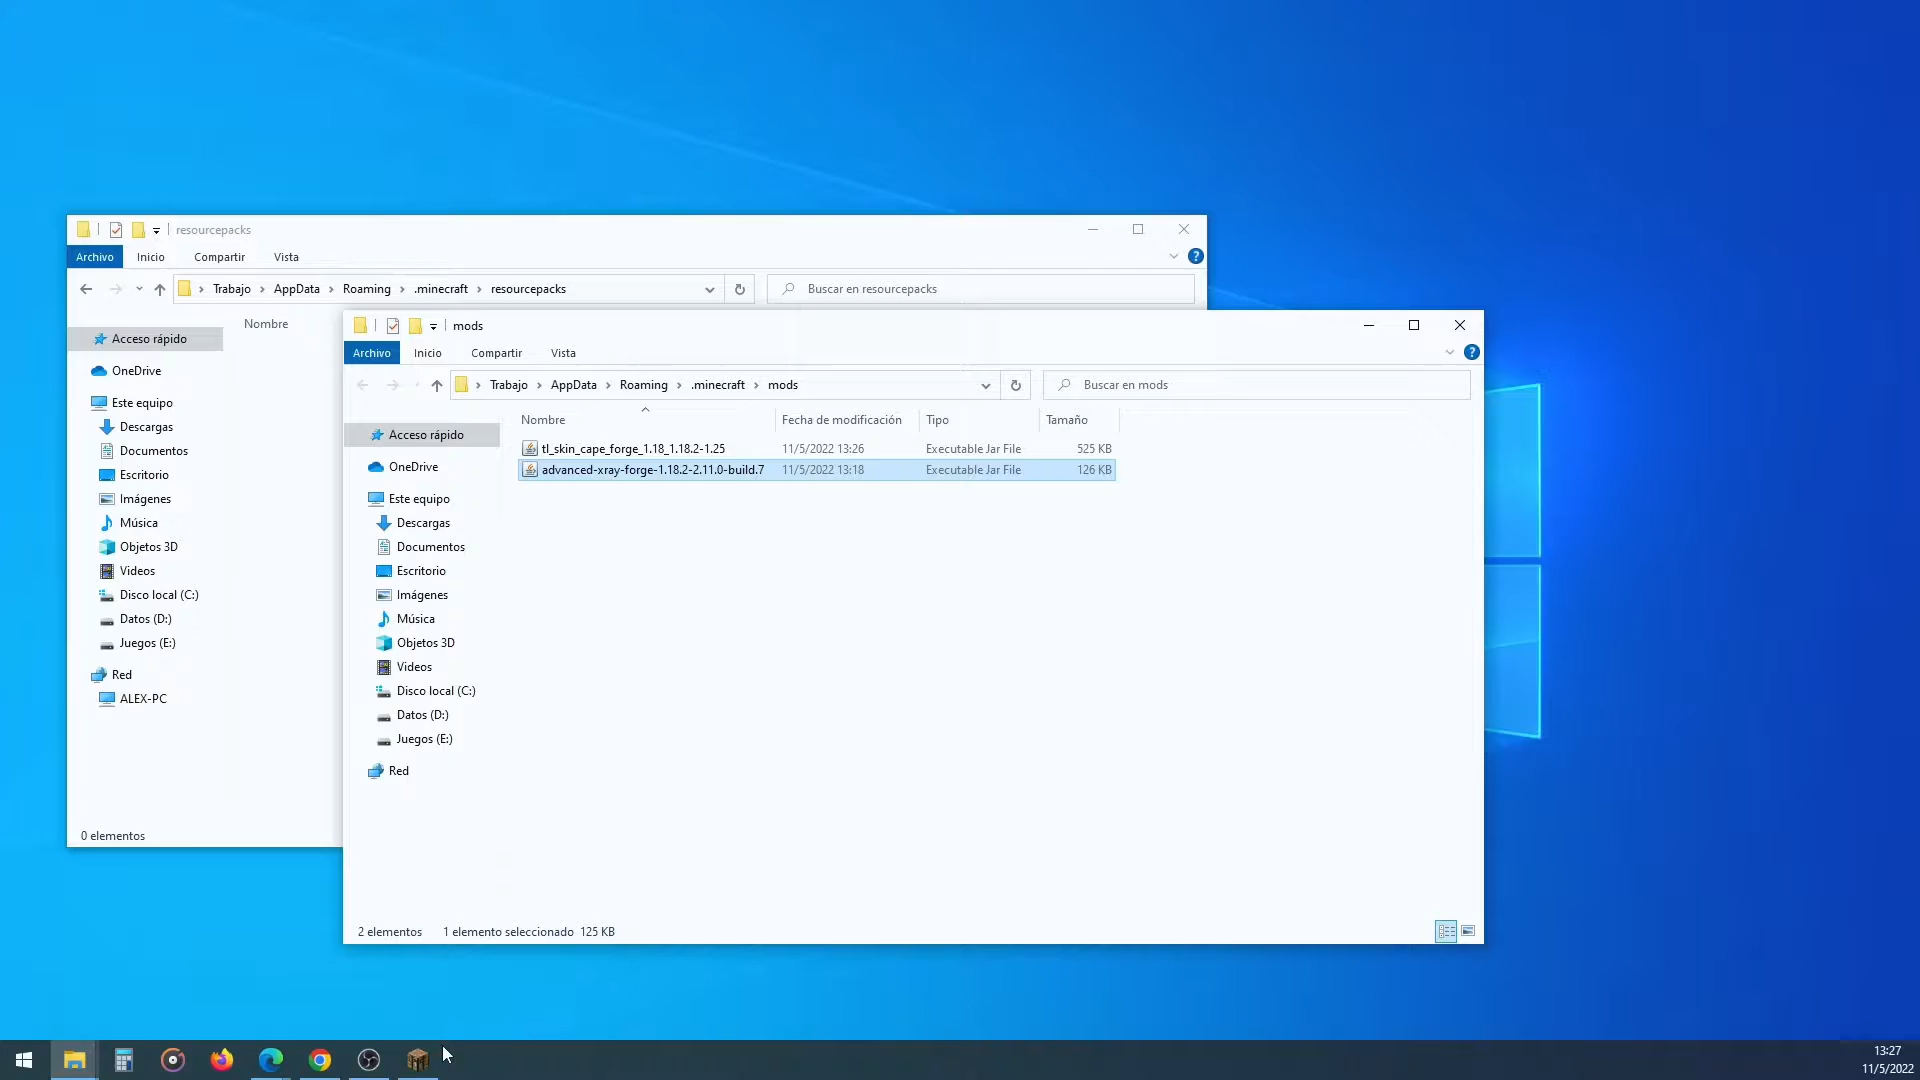 resourcepacks
Archivo Inicio Compartir Vista
Trabajo AppData Roaming .minecraft resourcepacks
Buscar en resourcepacks
Nombre
Acceso rápido
OneDrive
Este equipo
Descargas
Documentos
Escritorio
Imágenes
Música
Objetos 3D
Videos
Disco local (C:)
Datos (D:)
Juegos (E:)
Red
ALEX-PC
0 elementos
mods
Archivo Inicio Compartir Vista
Trabajo AppData Roaming .minecraft mods
Buscar en mods
Nombre Fecha de modificación Tipo Tamaño
tl_skin_cape_forge_1.18_1.18.2-1.25 11/5/2022 13:26 Executable Jar File 525 KB
advanced-xray-forge-1.18.2-2.11.0-build.7 11/5/2022 13:18 Executable Jar File 126 KB
Acceso rápido
OneDrive
Este equipo
Descargas
Documentos
Escritorio
Imágenes
Música
Objetos 3D
Videos
Disco local (C:)
Datos (D:)
Juegos (E:)
Red
2 elementos 1 elemento seleccionado 125 KB
13:27
11/5/2022